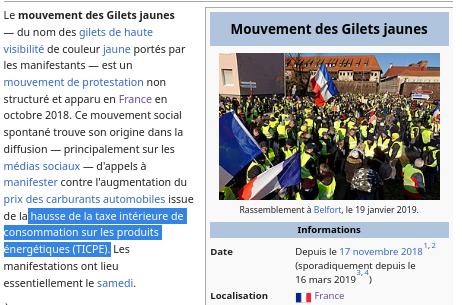 Le mouvement des Gilets jaunes
— du nom des gilets de haute
visibilité de couleur jaune portés par
les manifestants — est un
mouvement de protestation non
structuré et apparu en France en
octobre 2018. Ce mouvement social
spontané trouve son origine dans la
diffusion — principalement sur les
médias sociaux — d'appels à
manifester contre l'augmentation du
prix des carburants automobiles issue
de la hausse de la taxe intérieure de
consommation sur les produits
énergétiques (TICPE). Les
manifestations ont lieu
essentiellement le samedi.
Mouvement des Gilets jaunes
Rassemblement à Belfort, le 19 janvier 2019.
Informations
Date
Depuis le 17 novembre 2018 1, 2
(sporadiquement depuis le
16 mars 2019 3, 4)
Localisation
France